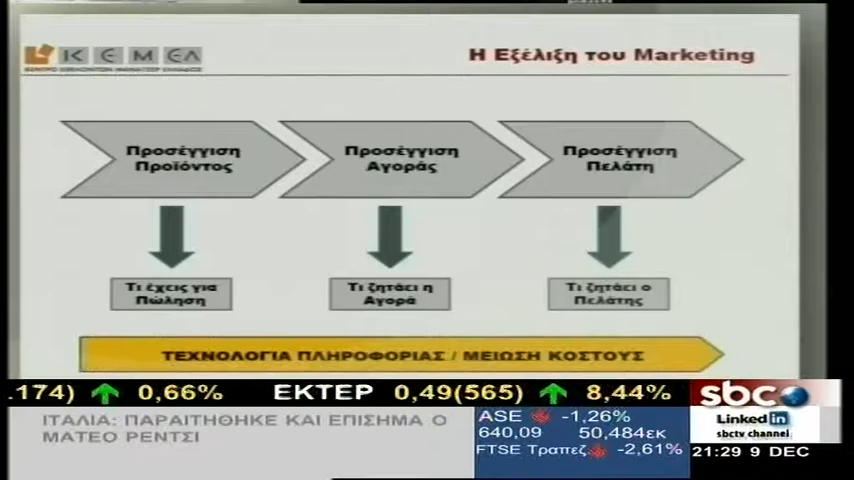 ΚΕΜΕΛ
Η Εξέλιξη του Marketing
Προσέγγιση
Προϊόντος
Προσέγγιση
Αγοράς
Προσέγγιση
Πελάτη
Τι έχεις για
Πώληση
Τι ζητάει η
Αγορά
Τι ζητάει ο
Πελάτης
ΤΕΧΝΟΛΟΓΙΑ ΠΛΗΡΟΦΟΡΙΑΣ / ΜΕΙΩΣΗ ΚΟΣΤΟΥΣ
.174) 0,66% ΕΚΤΕΡ 0,49(565) 8,44%
sbc
ΙΤΑΛΙΑ: ΠΑΡΑΙΤΗΘΗΚΕ ΚΑΙ ΕΠΙΣΗΜΑ Ο
ΜΑΤΕΟ ΡΕΝΤΣΙ
ASE -1,26%
640,09 50,484εκ
FTSE Τραπεζ -2,61%
Linked in
sbctv channel
21:29 9 DEC